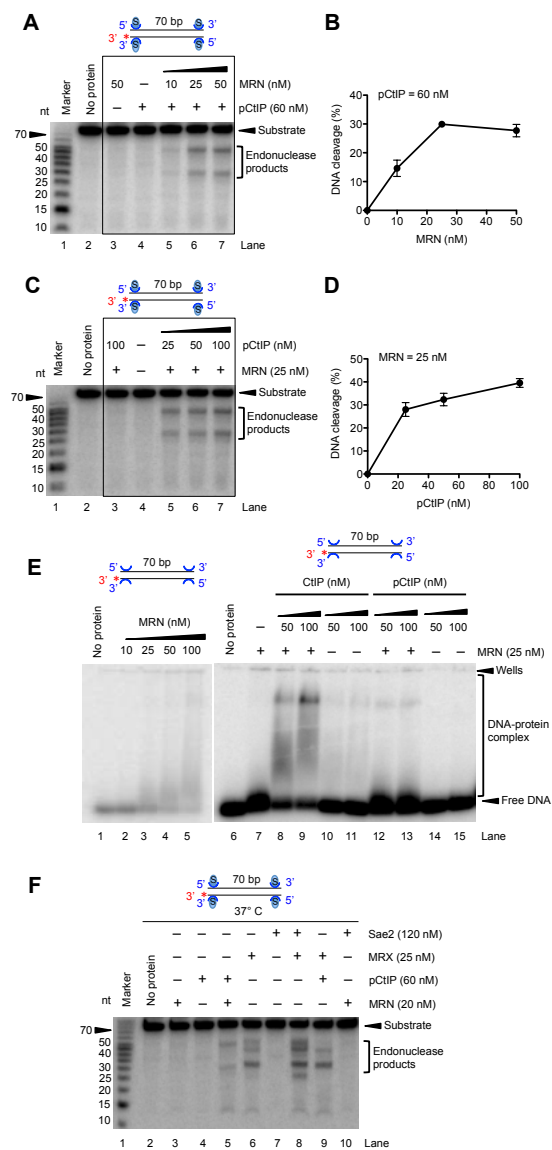 A
70 bp
5' S S 3'
3' * S S 5'
3'
50 – 10 25 50 MRN (nM)
– + + + + pCtIP (60 nM)
Marker
No protein
nt
70 Substrate
50
40
30
25
20
15
10
Endonuclease
products
1 2 3 4 5 6 7 Lane
B
pCtIP = 60 nM
DNA cleavage (%)
50
40
30
20
10
0
0 10 20 30 40 50
MRN (nM)
C
70 bp
5' S S 3'
3' * S S 5'
3'
100 – 25 50 100 pCtIP (nM)
+ – + + + MRN (25 nM)
Marker
No protein
nt
70 Substrate
50
40
30
25
20
15
10
Endonuclease
products
1 2 3 4 5 6 7 Lane
D
MRN = 25 nM
DNA cleavage (%)
50
40
30
20
10
0
0 20 40 60 80 100
pCtIP (nM)
E
70 bp
5' 3'
3' * 5'
3'
No protein
MRN (nM)
10 25 50 100
1 2 3 4 5
70 bp
5' 3'
3' * 5'
3'
CtIP (nM) pCtIP (nM)
No protein
– 50 100 50 100 50 100 50 100
+ + + – – + + – – MRN (25 nM)
Wells
DNA-protein
complex
Free DNA
6 7 8 9 10 11 12 13 14 15 Lane
F
70 bp
5' S S 3'
3' * S S 5'
3'
37° C
– – – – + + – + Sae2 (120 nM)
– – – + – + + – MRX (25 nM)
– + + – – – + – pCtIP (60 nM)
+ – + – – – – + MRN (20 nM)
Marker
No protein
nt
70 Substrate
50
40
30
25
20
15
10
Endonuclease
products
1 2 3 4 5 6 7 8 9 10 Lane